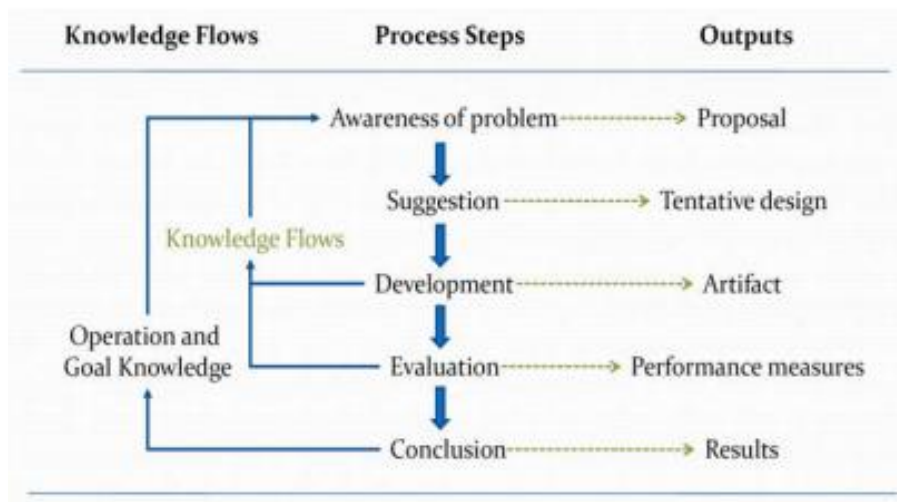 Knowledge Flows Process Steps Outputs
Awareness of problem Proposal
Suggestion Tentative design
Knowledge Flows
Development Artifact
Operation and
Goal Knowledge
Evaluation Performance measures
Conclusion Results